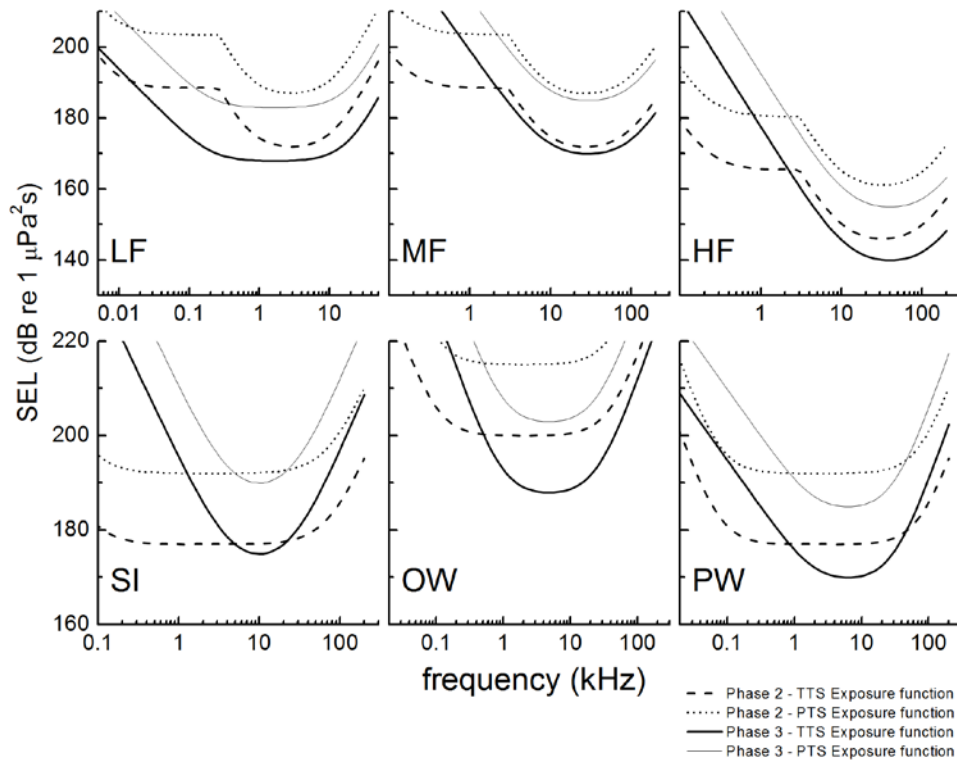 200
180
160
140
LF
MF
HF
0.01 0.1 1 10
1 10 100
1 10 100
SEL (dB re 1 μPa²s)
220
200
180
160
SI
OW
PW
0.1 1 10 100
0.1 1 10 100
0.1 1 10 100
frequency (kHz)
Phase 2 - TTS Exposure function
Phase 2 - PTS Exposure function
Phase 3 - TTS Exposure function
Phase 3 - PTS Exposure function